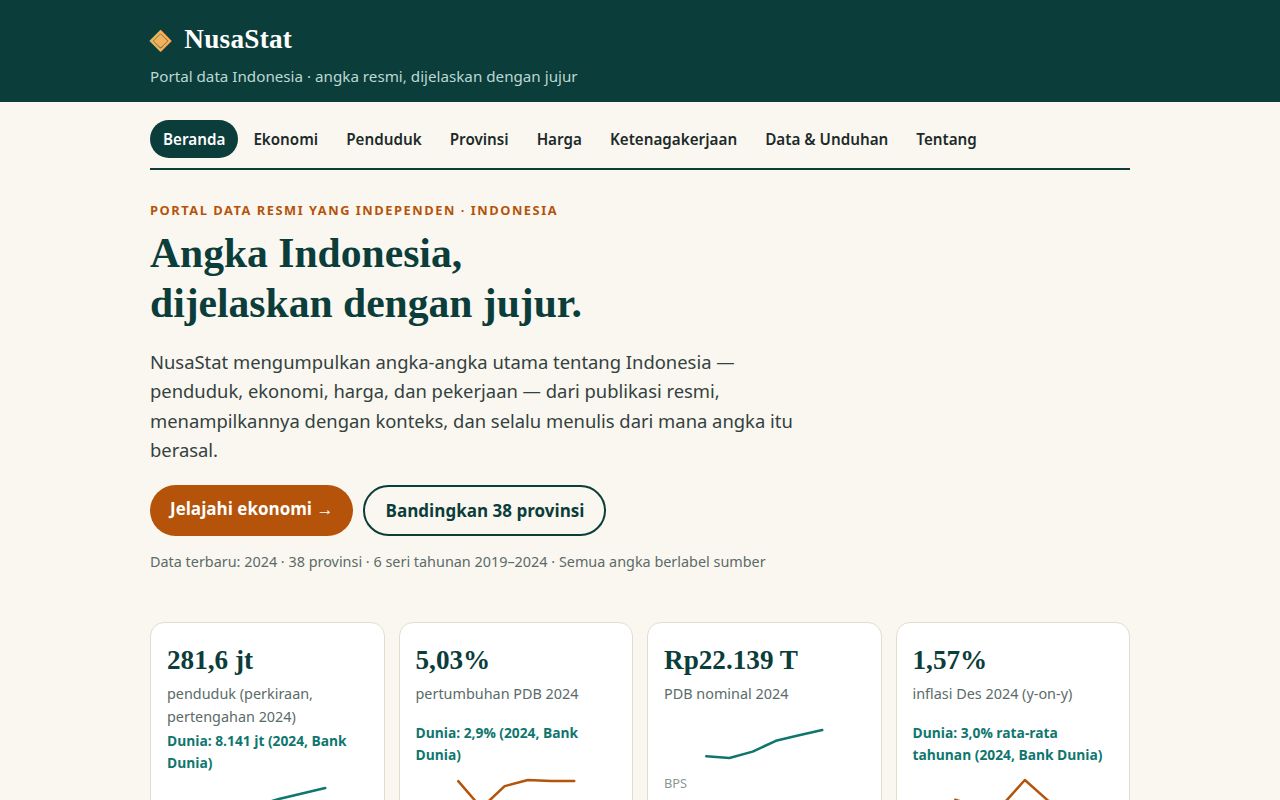 NusaStat
Portal data Indonesia · angka resmi, dijelaskan dengan jujur
Beranda Ekonomi Penduduk Provinsi Harga Ketenagakerjaan Data & Unduhan Tentang
PORTAL DATA RESMI YANG INDEPENDEN · INDONESIA
Angka Indonesia,
dijelaskan dengan jujur.
NusaStat mengumpulkan angka-angka utama tentang Indonesia —
penduduk, ekonomi, harga, dan pekerjaan — dari publikasi resmi,
menampilkannya dengan konteks, dan selalu menulis dari mana angka itu
berasal.
Jelajahi ekonomi → Bandingkan 38 provinsi
Data terbaru: 2024 · 38 provinsi · 6 seri tahunan 2019–2024 · Semua angka berlabel sumber
281,6 jt
penduduk (perkiraan,
pertengahan 2024)
Dunia: 8.141 jt (2024, Bank
Dunia)
5,03%
pertumbuhan PDB 2024
Dunia: 2,9% (2024, Bank
Dunia)
Rp22.139 T
PDB nominal 2024
BPS
1,57%
inflasi Des 2024 (y-on-y)
Dunia: 3,0% rata-rata
tahunan (2024, Bank Dunia)